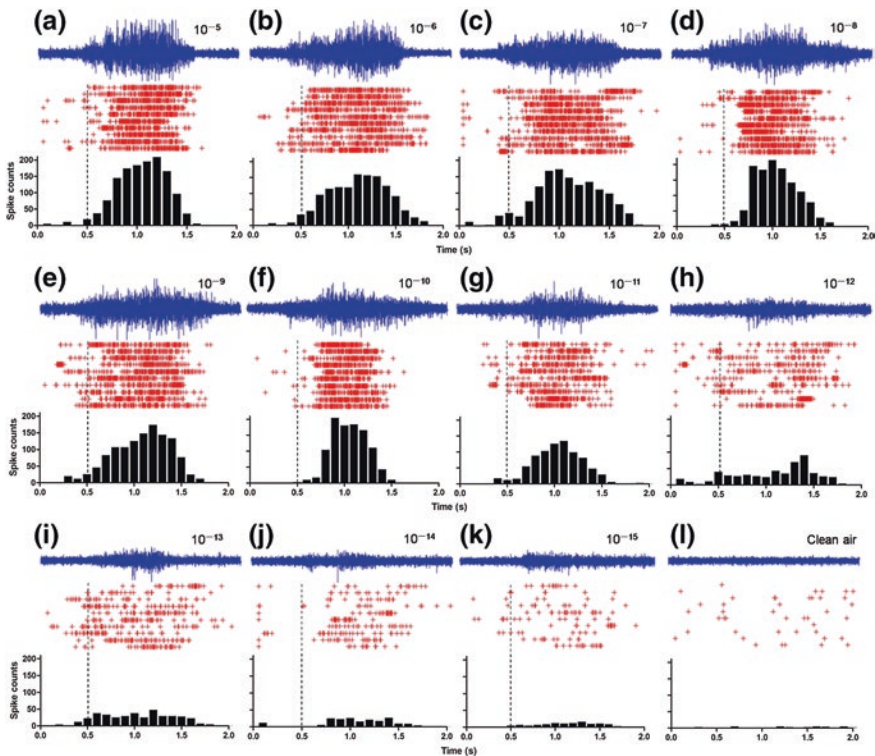 (a) 10−5 (b) 10−6 (c) 10−7 (d) 10−8
Spike counts
200
150
100
50
0
0.0 0.5 1.0 1.5 2.0 0.0 0.5 1.0 1.5 2.0 0.0 0.5 1.0 1.5 2.0 0.0 0.5 1.0 1.5 2.00
Time (s)
(e) 10−9 (f) 10−10 (g) 10−11 (h) 10−12
Spike counts
200
150
100
50
0
0.0 0.5 1.0 1.5 2.0 0.0 0.5 1.0 1.5 2.0 0.0 0.5 1.0 1.5 2.0 0.0 0.5 1.0 1.5 2.0
Time (s)
(i) 10−13 (j) 10−14 (k) 10−15 (l) Clean air
Spike counts
200
150
100
50
0
0.0 0.5 1.0 1.5 2.0 0.0 0.5 1.0 1.5 2.0 0.0 0.5 1.0 1.5 2.0 0.0 0.5 1.0 1.5 2.0
Time (s)